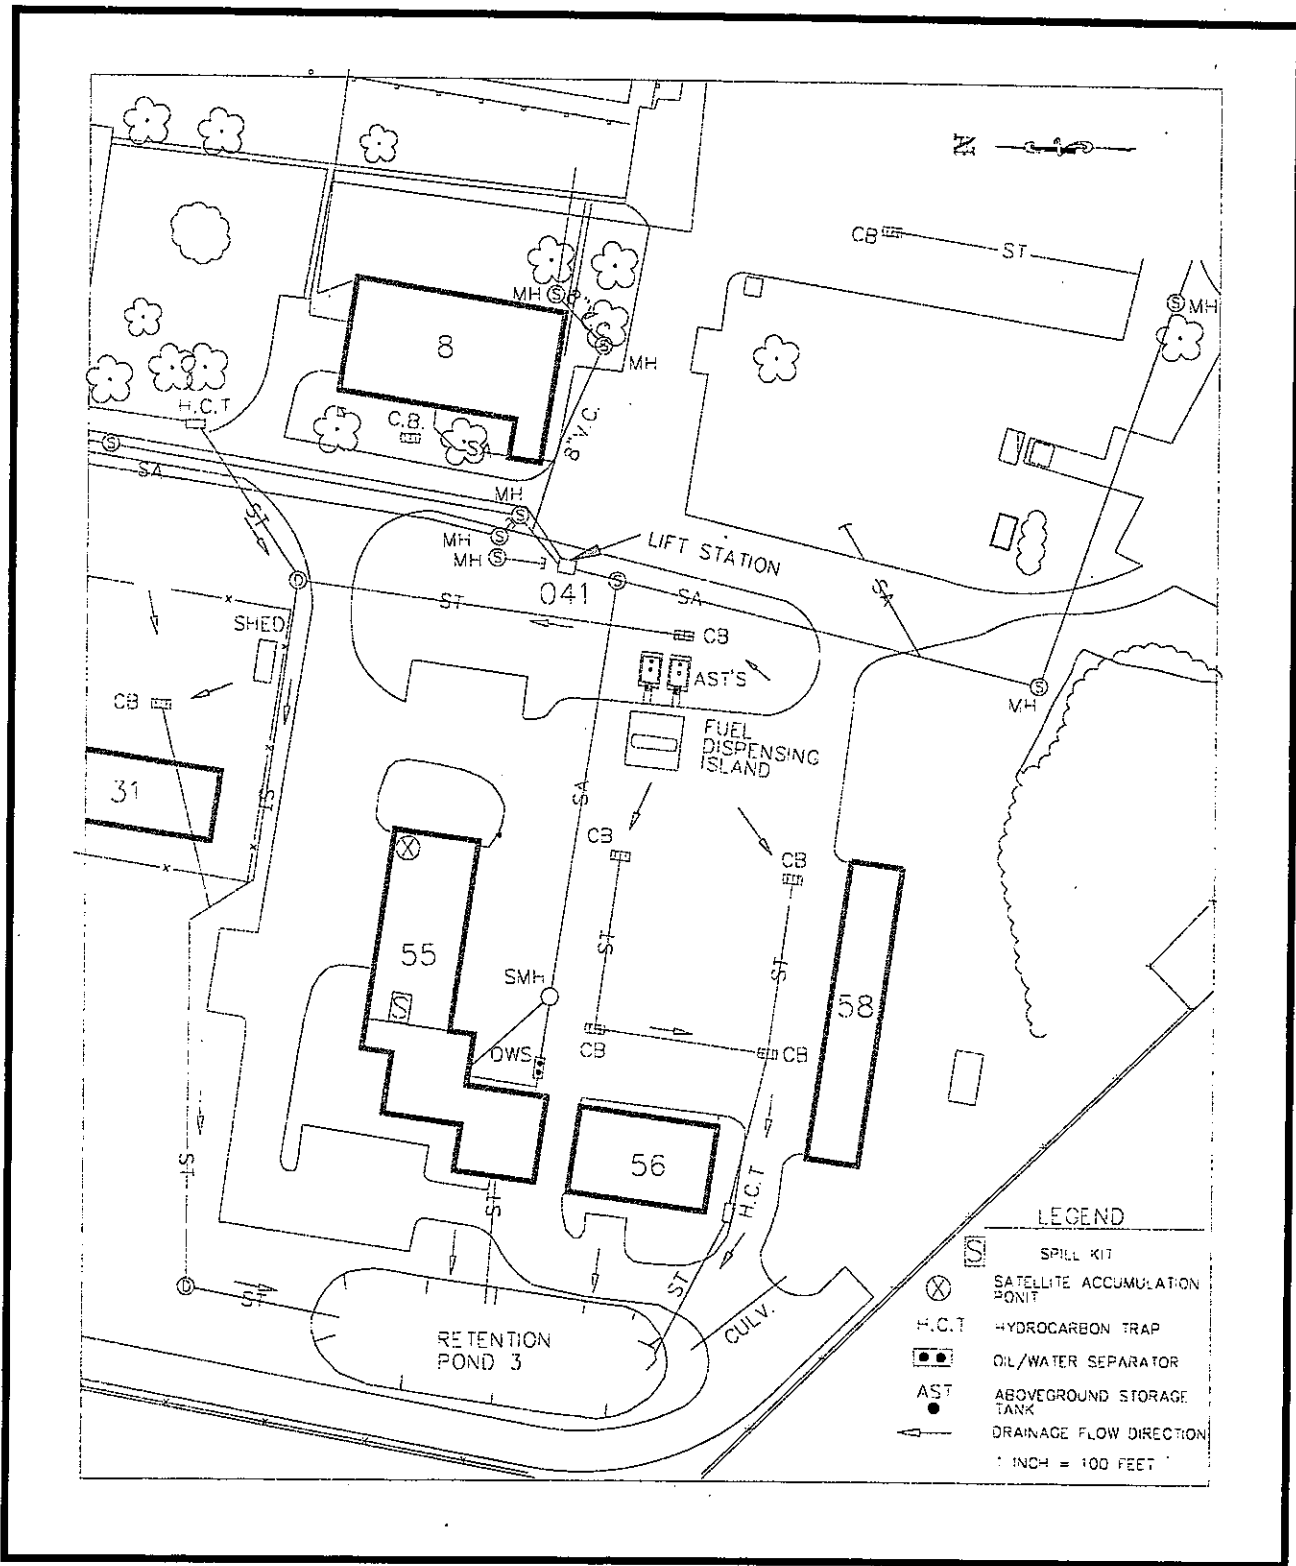 N
CB
ST
MH
MH
8
MH
H.C.T
C.B.
SA
8"V.C.
S
SA
MH
ST
MH
S
MH
S
LIFT STATION
041
S
SA
SA
D
ST
SHED
CB
AST'S
MH
CB
FUEL
DISPENSING
ISLAND
31
ST
SA
CB
CB
X
55
ST
ST
SMH
S
58
OWS
CB
CB
56
H.C.T
ST
ST
LEGEND
S SPILL KIT
X SATELLITE ACCUMULATION
PONIT
H.C.T HYDROCARBON TRAP
OIL/WATER SEPARATOR
AST ABOVEGROUND STORAGE
TANK
DRAINAGE FLOW DIRECTION
1 INCH = 100 FEET
D
ST
ST
CULV.
RETENTION
POND 3